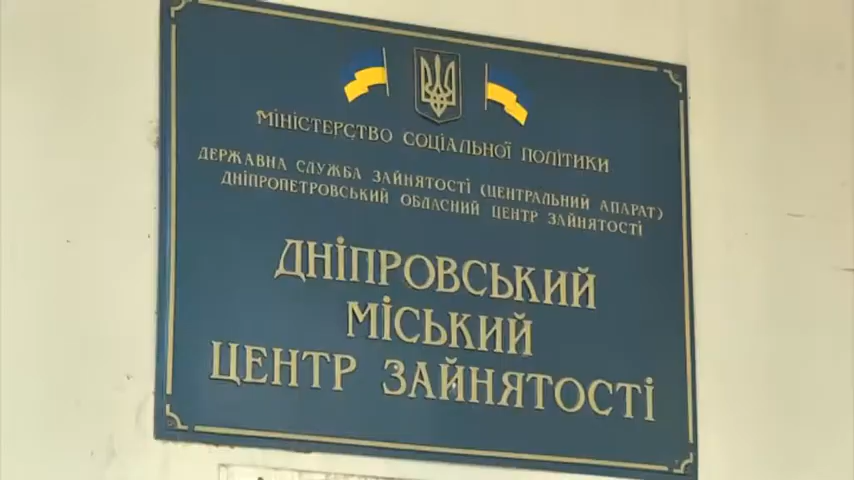 МІНІСТЕРСТВО СОЦІАЛЬНОЇ ПОЛІТИКИ
ДЕРЖАВНА СЛУЖБА ЗАЙНЯТОСТІ (ЦЕНТРАЛЬНИЙ АПАРАТ)
ДНІПРОПЕТРОВСЬКИЙ ОБЛАСНИЙ ЦЕНТР ЗАЙНЯТОСТІ
ДНІПРОВСЬКИЙ
МІСЬКИЙ
ЦЕНТР ЗАЙНЯТОСТІ